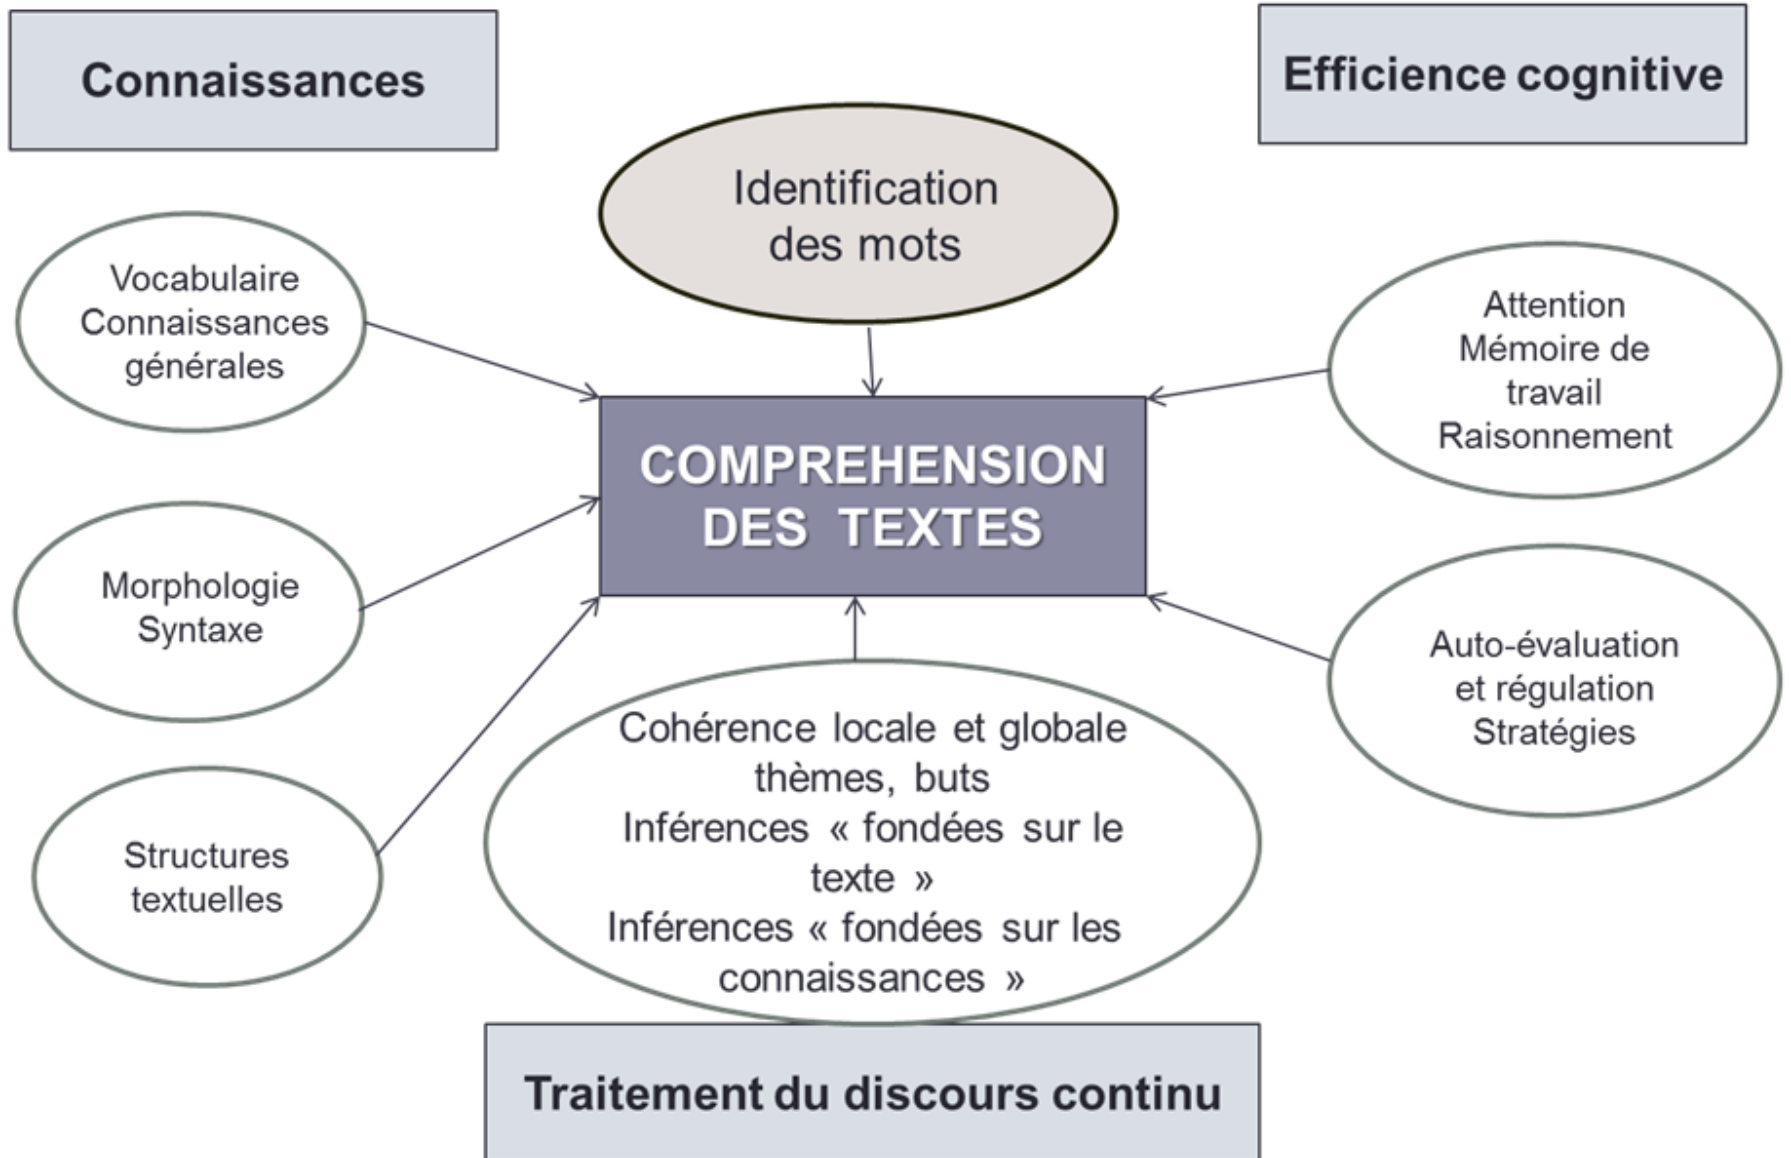 Connaissances
Efficience cognitive
Identification
des mots
Vocabulaire
Connaissances
générales
Attention
Mémoire de
travail
Raisonnement
COMPREHENSION
DES TEXTES
Morphologie
Syntaxe
Auto-évaluation
et régulation
Stratégies
Structures
textuelles
Cohérence locale et globale
thèmes, buts
Inférences « fondées sur le
texte »
Inférences « fondées sur les
connaissances »
Traitement du discours continu